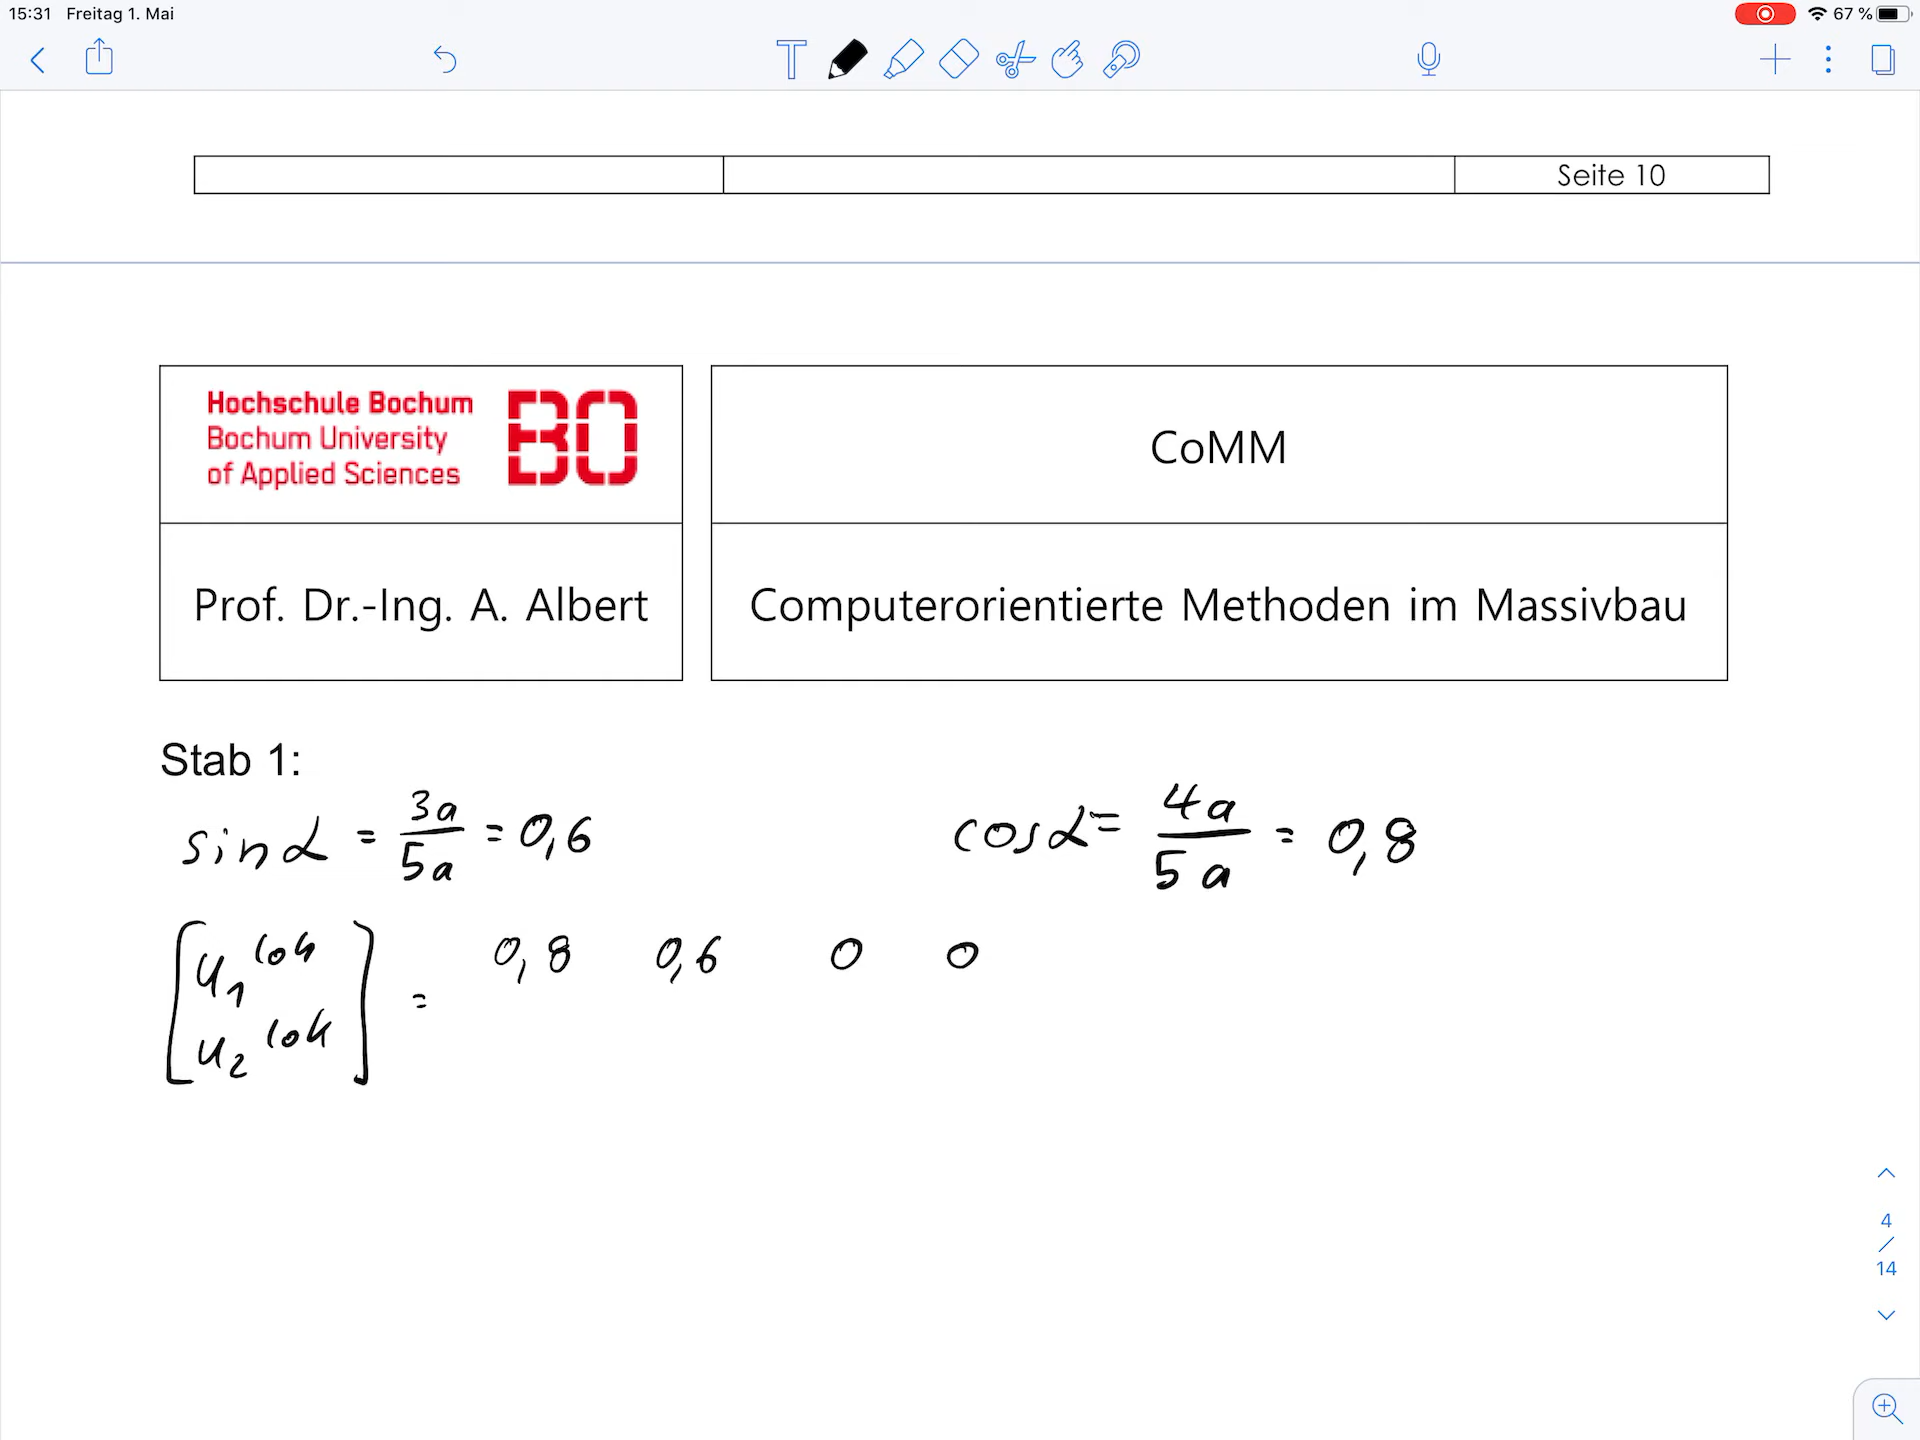 15:31 Freitag 1. Mai 67 %
Seite 10
Hochschule Bochum
Bochum University
of Applied Sciences
BO
CoMM
Prof. Dr.-Ing. A. Albert
Computerorientierte Methoden im Massivbau
Stab 1:
sin α = 3a / 5a = 0,6 cos α = 4a / 5a = 0,8
[u₁ lok = 0,8 0,6 0 0
u₂ lok]
4
/
14